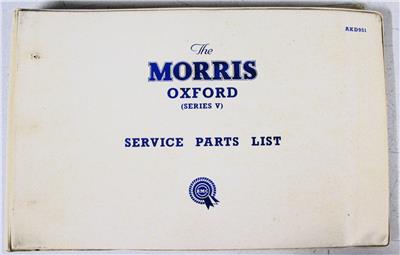 AKD951
The
MORRIS
OXFORD
(SERIES V)
SERVICE PARTS LIST
BMC